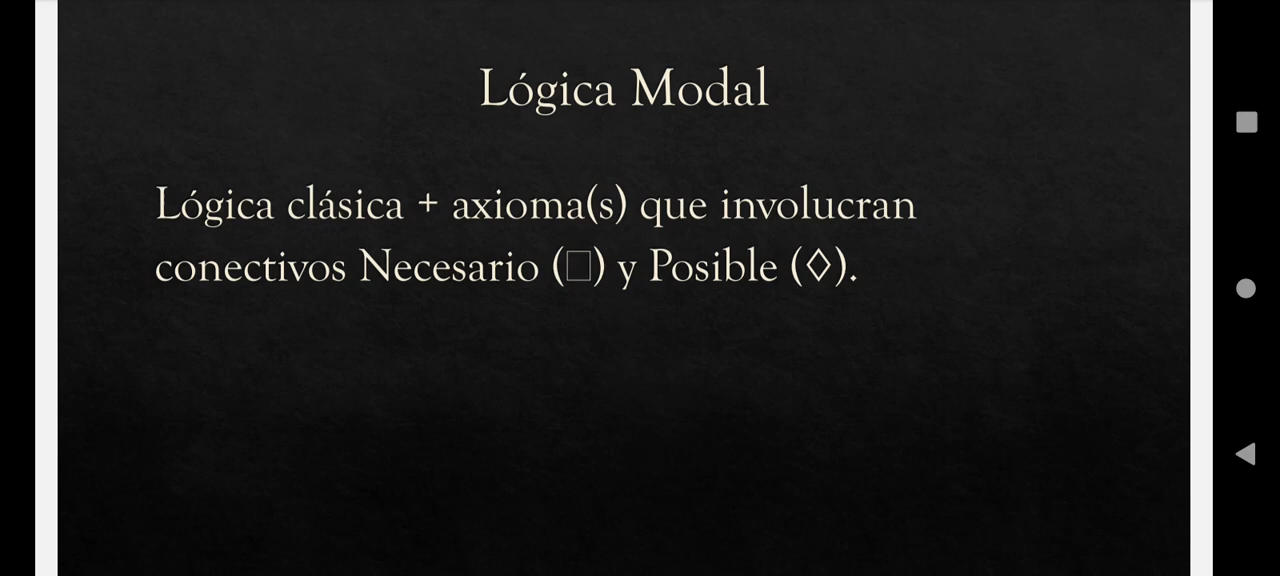 Lógica Modal
Lógica clásica + axioma(s) que involucran
conectivos Necesario (□) y Posible (◊).